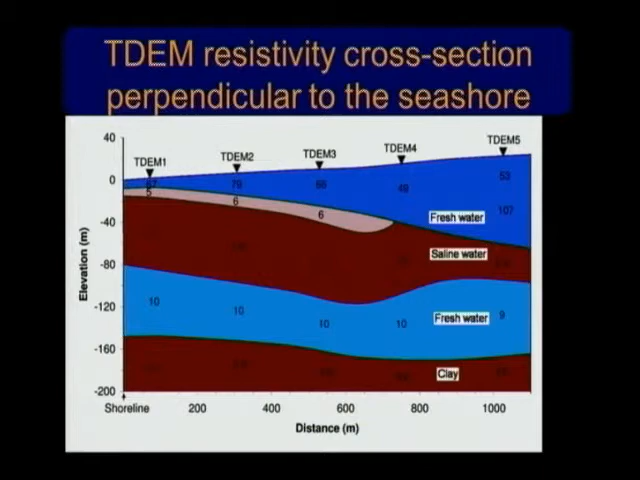 TDEM resistivity cross-section
perpendicular to the seashore
40
0
-40
-80
-120
-160
-200
Elevation (m)
TDEM1
TDEM2
TDEM3
TDEM4
TDEM5
79
49
53
5
6
6
107
Fresh water
Saline water
10
10
10
10
Fresh water
9
Clay
Shoreline
200
400
600
800
1000
Distance (m)